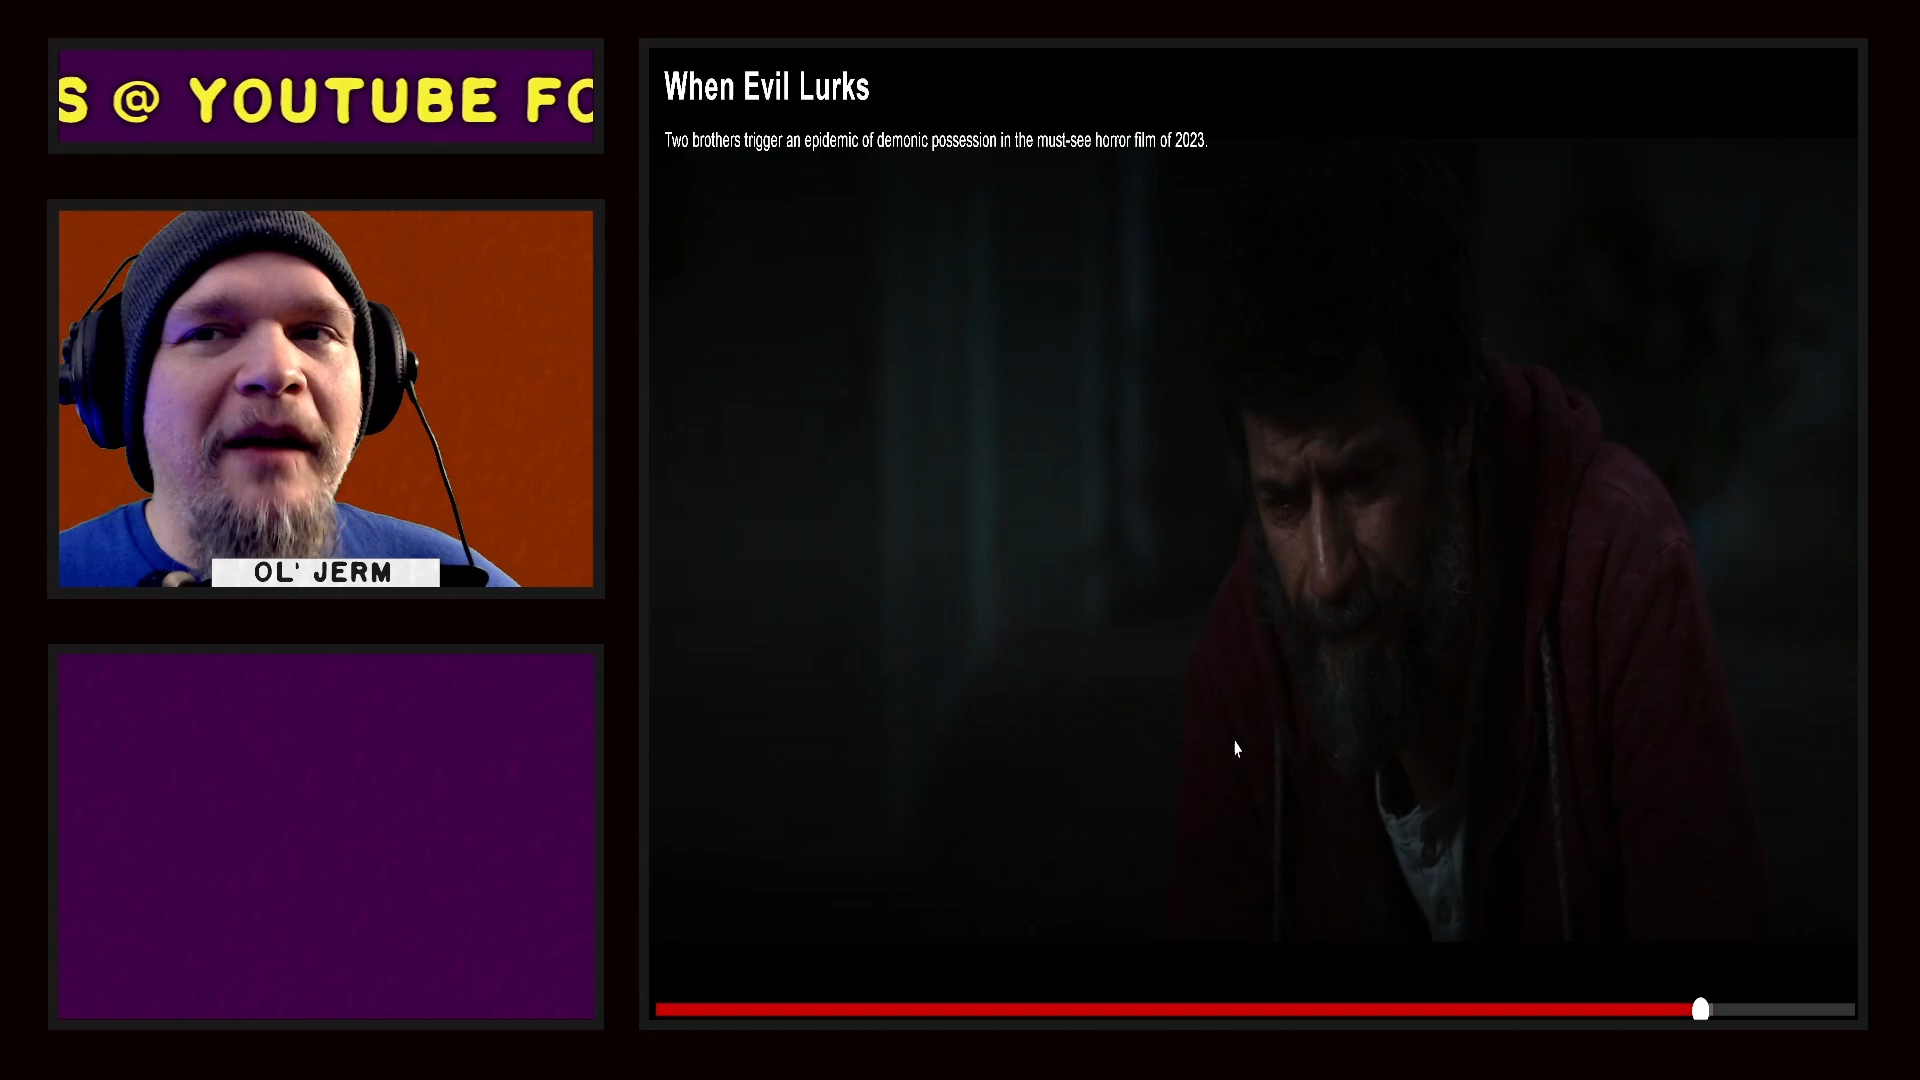 S @ YOUTUBE FO
OL' JERM
When Evil Lurks
Two brothers trigger an epidemic of demonic possession in the must-see horror film of 2023.